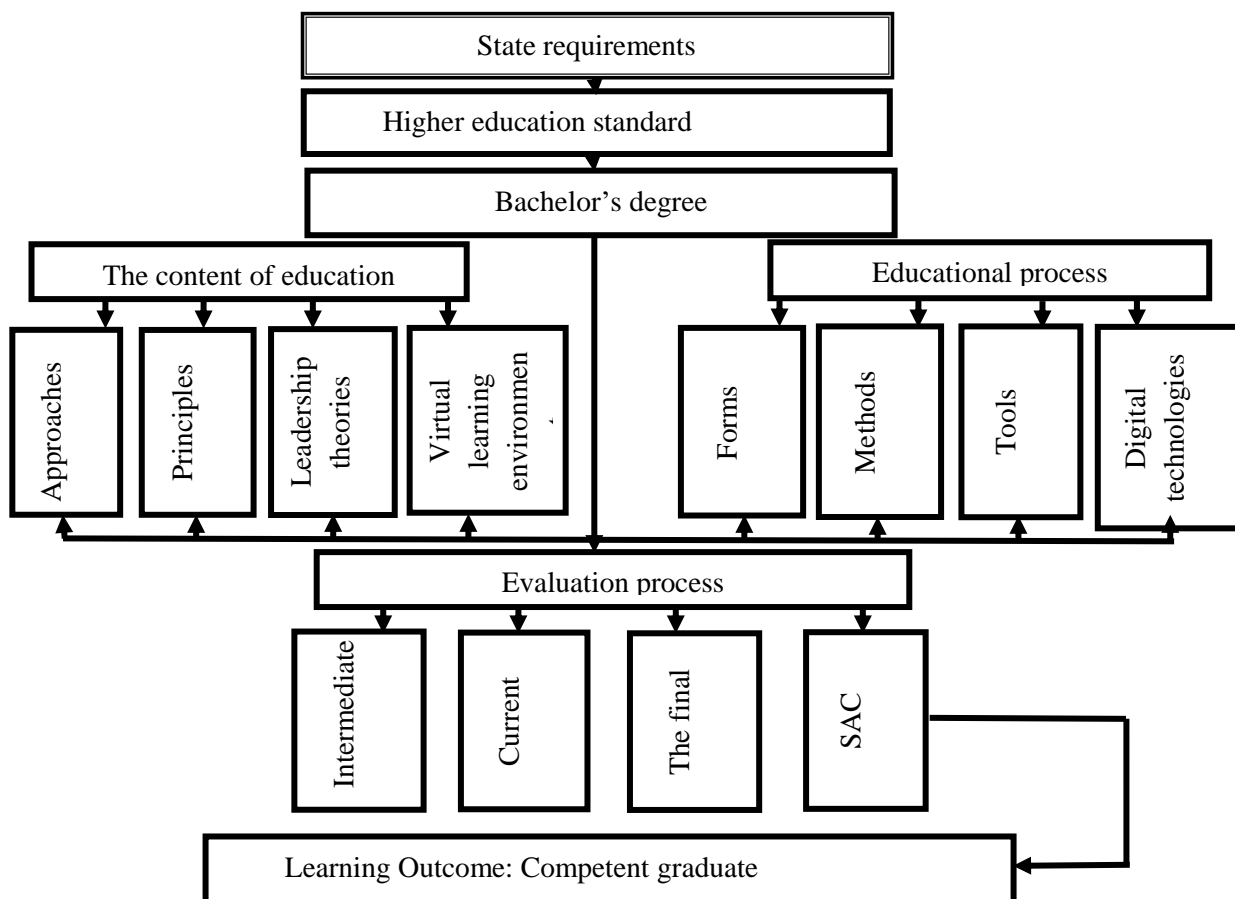 State requirements
Higher education standard
Bachelor’s degree
The content of education
Educational process
Approaches
Principles
Leadership
theories
Virtual
learning
environmen
Forms
Methods
Tools
Digital
technologies
Evaluation process
Intermediate
Current
The final
SAC
Learning Outcome: Competent graduate